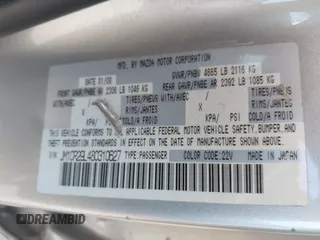 MFD. BY MAZDA MOTOR CORPORATION
DATE 01/08
GVWR/PNBV 4665 LB 2116 KG
FRONT GAWR/PNBE AV 2306 LB 1046 KG
REAR GAWR/PNBE AR 2392 LB 1085 KG
WITH/AVEC
TIRES/PNEUS
RIMS/JANTES
KPA/ PSI/ COLD/A FROID
WITH/AVEC
TIRES/PNEUS
RIMS/JANTES
KPA/ PSI/ COLD/A FROID
THIS VEHICLE CONFORMS TO ALL APPLICABLE FEDERAL MOTOR VEHICLE SAFETY, BUMPER, AND
THEFT PREVENTION STANDARDS IN EFFECT ON THE DATE OF MANUFACTURE SHOWN ABOVE.
TYPE PASSENGER
COLOR: 22V
MADE IN JAPAN
DREAMBID